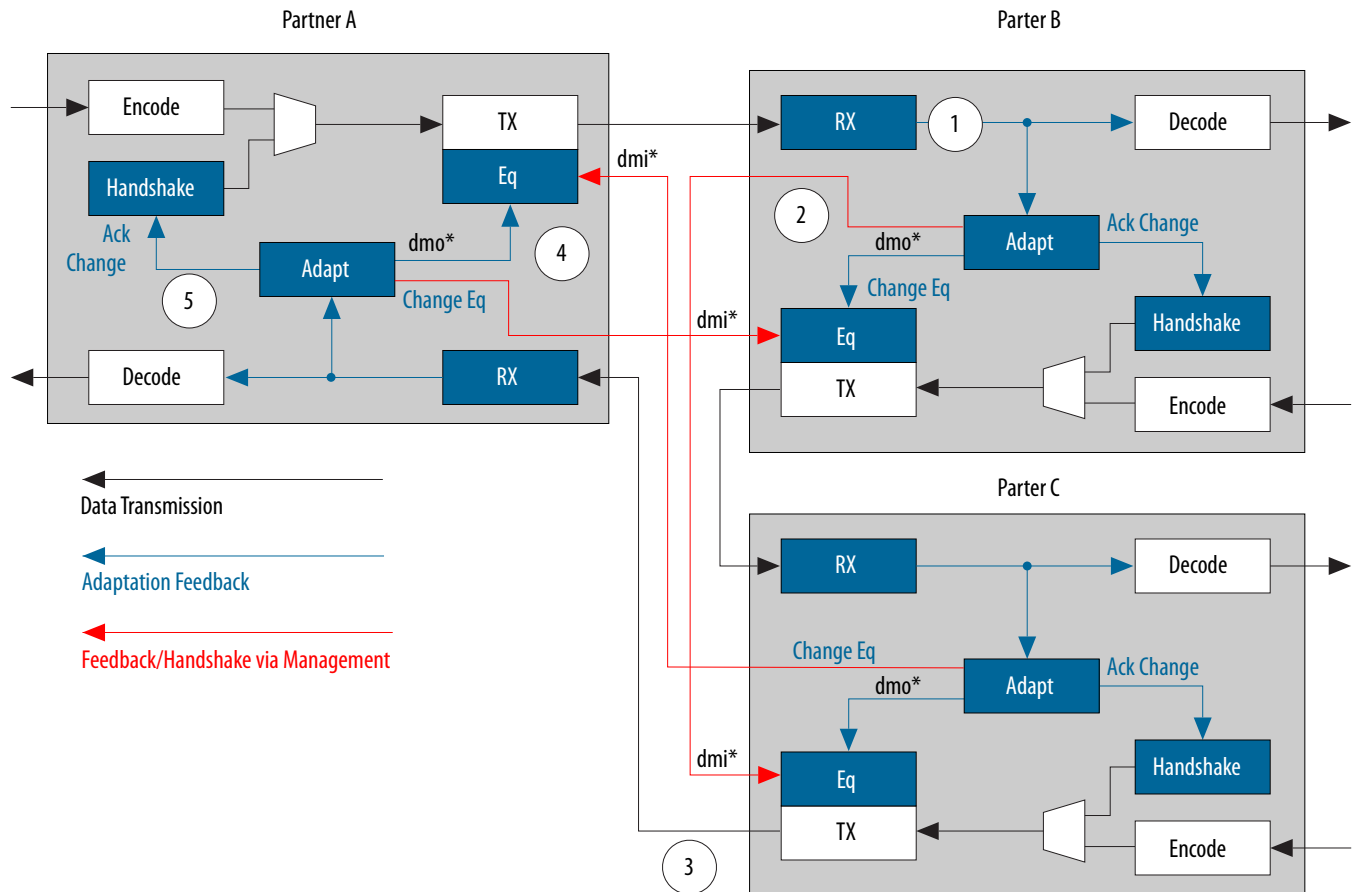 Partner A
Encode
TX
Eq
dmi*
Handshake
Ack
Change
dmo*
4
Adapt
Change Eq
5
Decode
RX
Data Transmission
Adaptation Feedback
Feedback/Handshake via Management
Parter B
RX
1
Decode
2
Adapt
Ack Change
dmo*
Change Eq
dmi*
Eq
Handshake
TX
Encode
Parter C
RX
Decode
Change Eq
Adapt
Ack Change
dmo*
dmi*
Eq
Handshake
TX
Encode
3